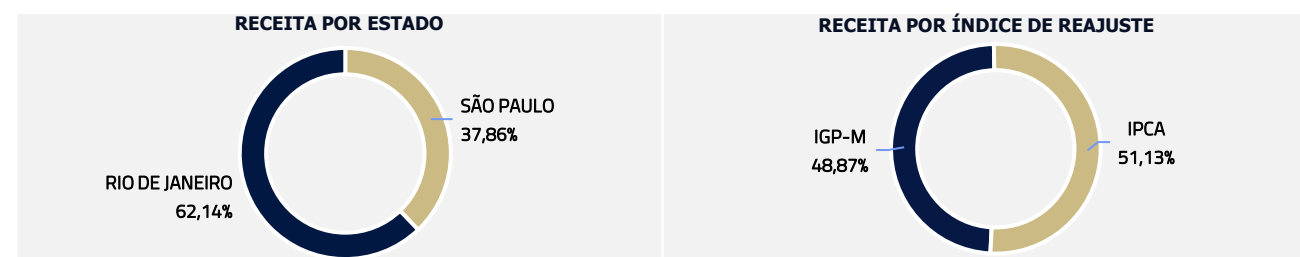 RECEITA POR ESTADO
SÃO PAULO
37,86%
RIO DE JANEIRO
62,14%
RECEITA POR ÍNDICE DE REAJUSTE
IGP-M
48,87%
IPCA
51,13%